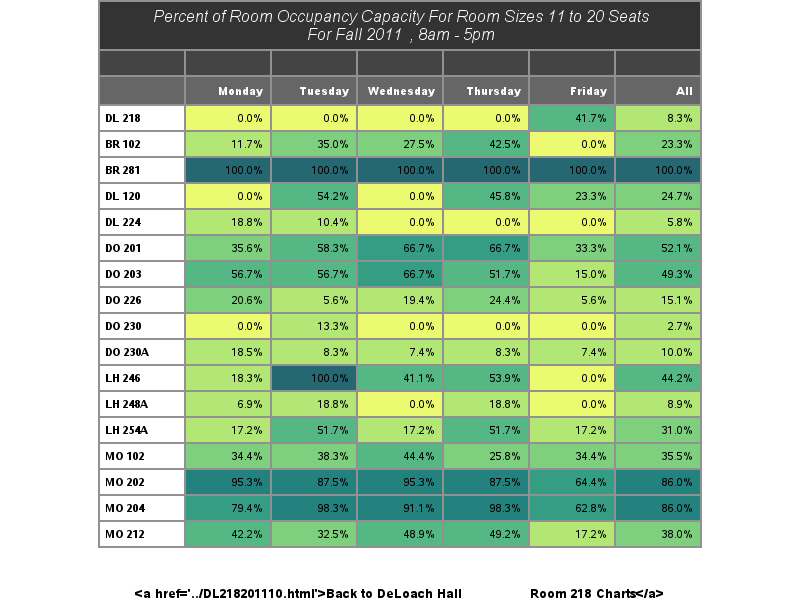 Percent of Room Occupancy Capacity For Room Sizes 11 to 20 Seats
For Fall 2011 , 8am - 5pm
Monday Tuesday Wednesday Thursday Friday All
DL 218 0.0% 0.0% 0.0% 0.0% 41.7% 8.3%
BR 102 11.7% 35.0% 27.5% 42.5% 0.0% 23.3%
BR 281 100.0% 100.0% 100.0% 100.0% 100.0% 100.0%
DL 120 0.0% 54.2% 0.0% 45.8% 23.3% 24.7%
DL 224 18.8% 10.4% 0.0% 0.0% 0.0% 5.8%
DO 201 35.6% 58.3% 66.7% 66.7% 33.3% 52.1%
DO 203 56.7% 56.7% 66.7% 51.7% 15.0% 49.3%
DO 226 20.6% 5.6% 19.4% 24.4% 5.6% 15.1%
DO 230 0.0% 13.3% 0.0% 0.0% 0.0% 2.7%
DO 230A 18.5% 8.3% 7.4% 8.3% 7.4% 10.0%
LH 246 18.3% 100.0% 41.1% 53.9% 0.0% 44.2%
LH 248A 6.9% 18.8% 0.0% 18.8% 0.0% 8.9%
LH 254A 17.2% 51.7% 17.2% 51.7% 17.2% 31.0%
MO 102 34.4% 38.3% 44.4% 25.8% 34.4% 35.5%
MO 202 95.3% 87.5% 95.3% 87.5% 64.4% 86.0%
MO 204 79.4% 98.3% 91.1% 98.3% 62.8% 86.0%
MO 212 42.2% 32.5% 48.9% 49.2% 17.2% 38.0%
<a href='../DL218201110.html'>Back to DeLoach Hall Room 218 Charts</a>